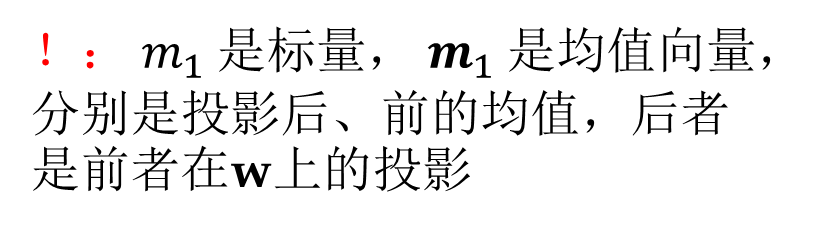 ！： m₁ 是标量， m₁ 是均值向量，
分别是投影后、前的均值，后者
是前者在w上的投影